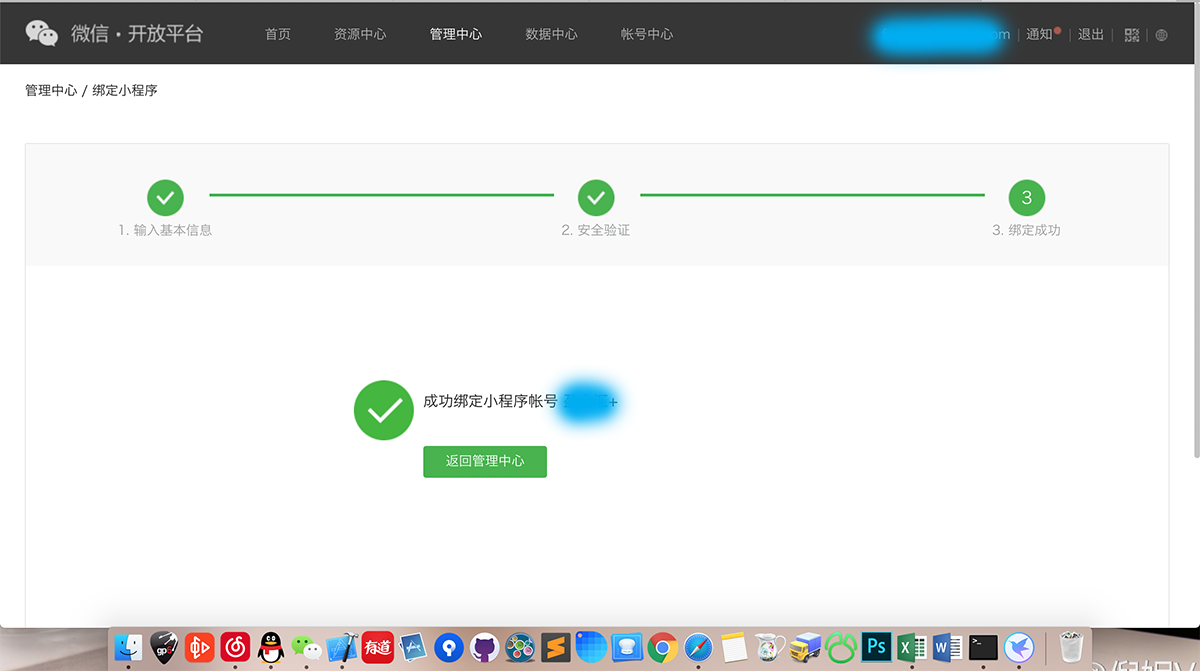 微信·开放平台 首页 资源中心 管理中心 数据中心 帐号中心 om 通知 退出
管理中心 / 绑定小程序
3
1. 输入基本信息 2. 安全验证 3. 绑定成功
成功绑定小程序帐号 +
返回管理中心
gp6 有道 S Ps X W >_